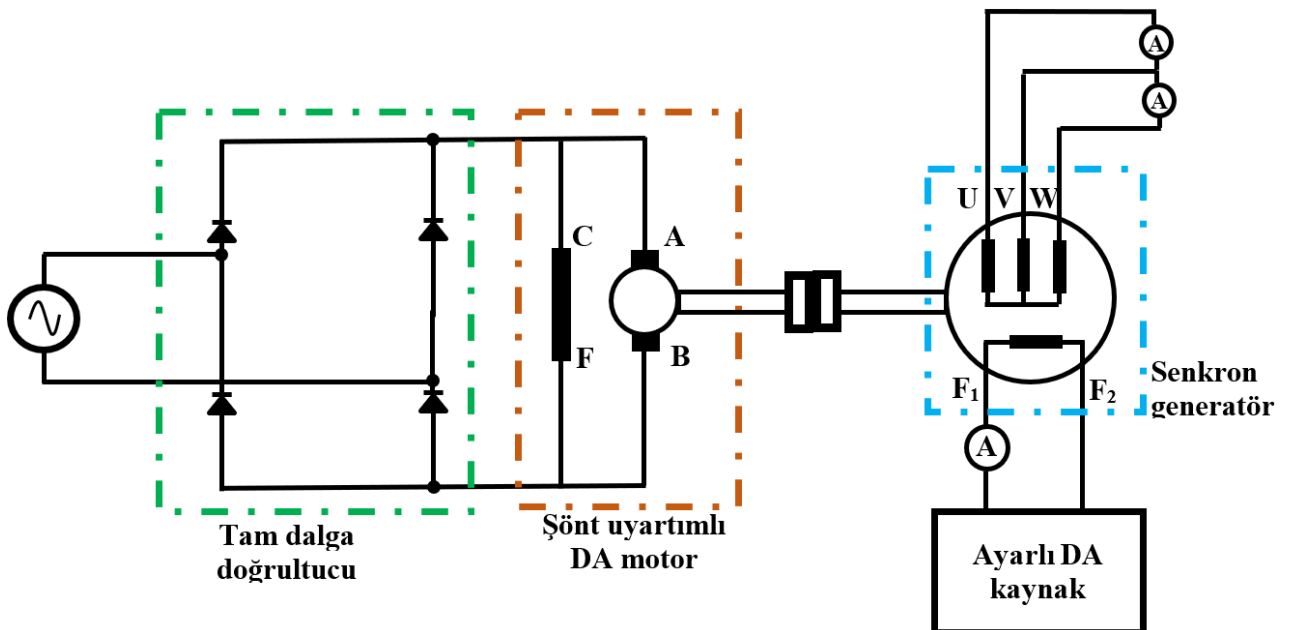 A
A
U V W
C A
F B
F₁ F₂
Senkron
generatör
A
Tam dalga
doğrultucu
Şönt uyartımlı
DA motor
Ayarlı DA
kaynak